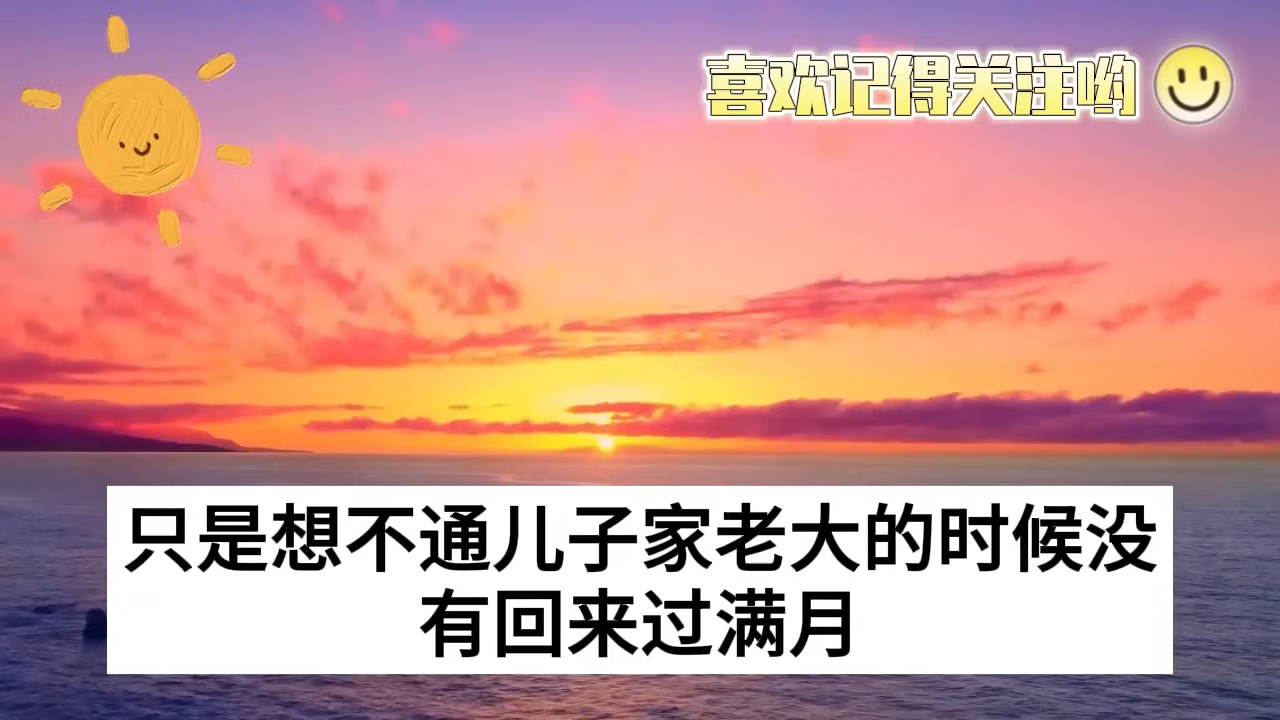 喜欢记得关注哟
只是想不通儿子家老大的时候没
有回来过满月